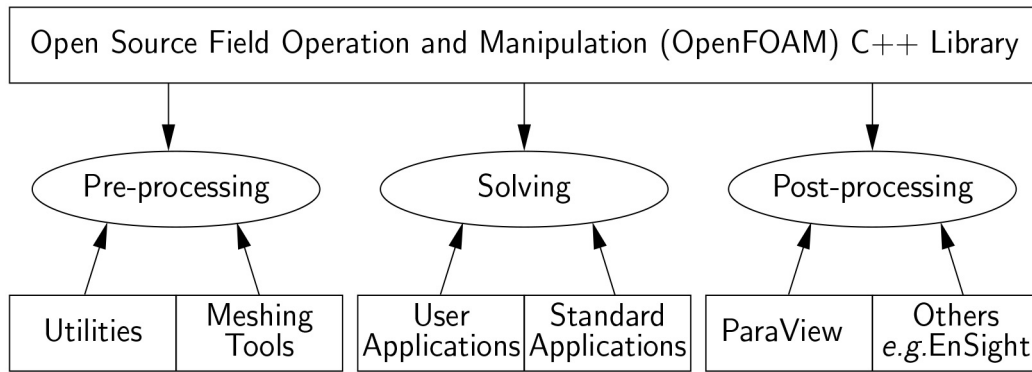 Open Source Field Operation and Manipulation (OpenFOAM) C++ Library
Pre-processing
Solving
Post-processing
Utilities
Meshing
Tools
User
Applications
Standard
Applications
ParaView
Others
e.g.EnSight